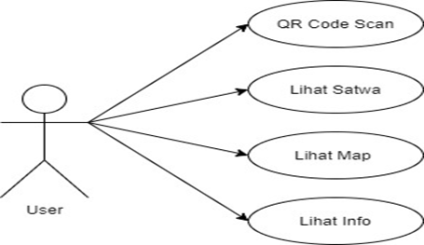 QR Code Scan
Lihat Satwa
Lihat Map
User
Lihat Info